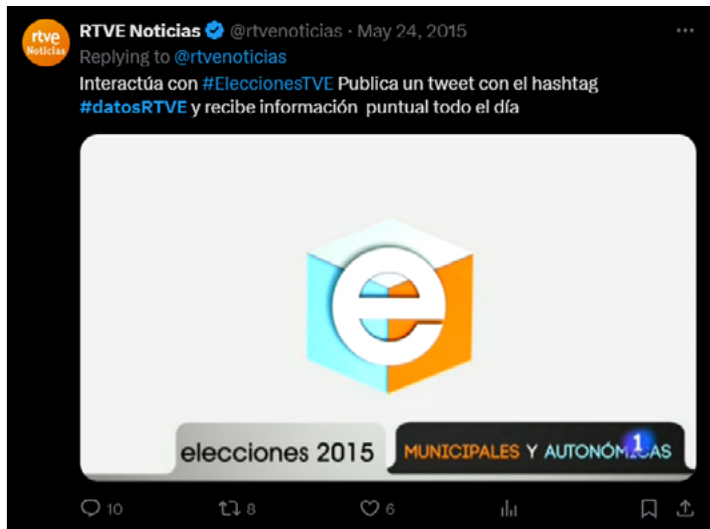 rtve
Noticias
RTVE Noticias @rtvenoticias · May 24, 2015
Replying to @rtvenoticias
Interactúa con #EleccionesTVE Publica un tweet con el hashtag
#datosRTVE y recibe información puntual todo el día
e
elecciones 2015 MUNICIPALES Y AUTONÓMICAS
1
10 8 6